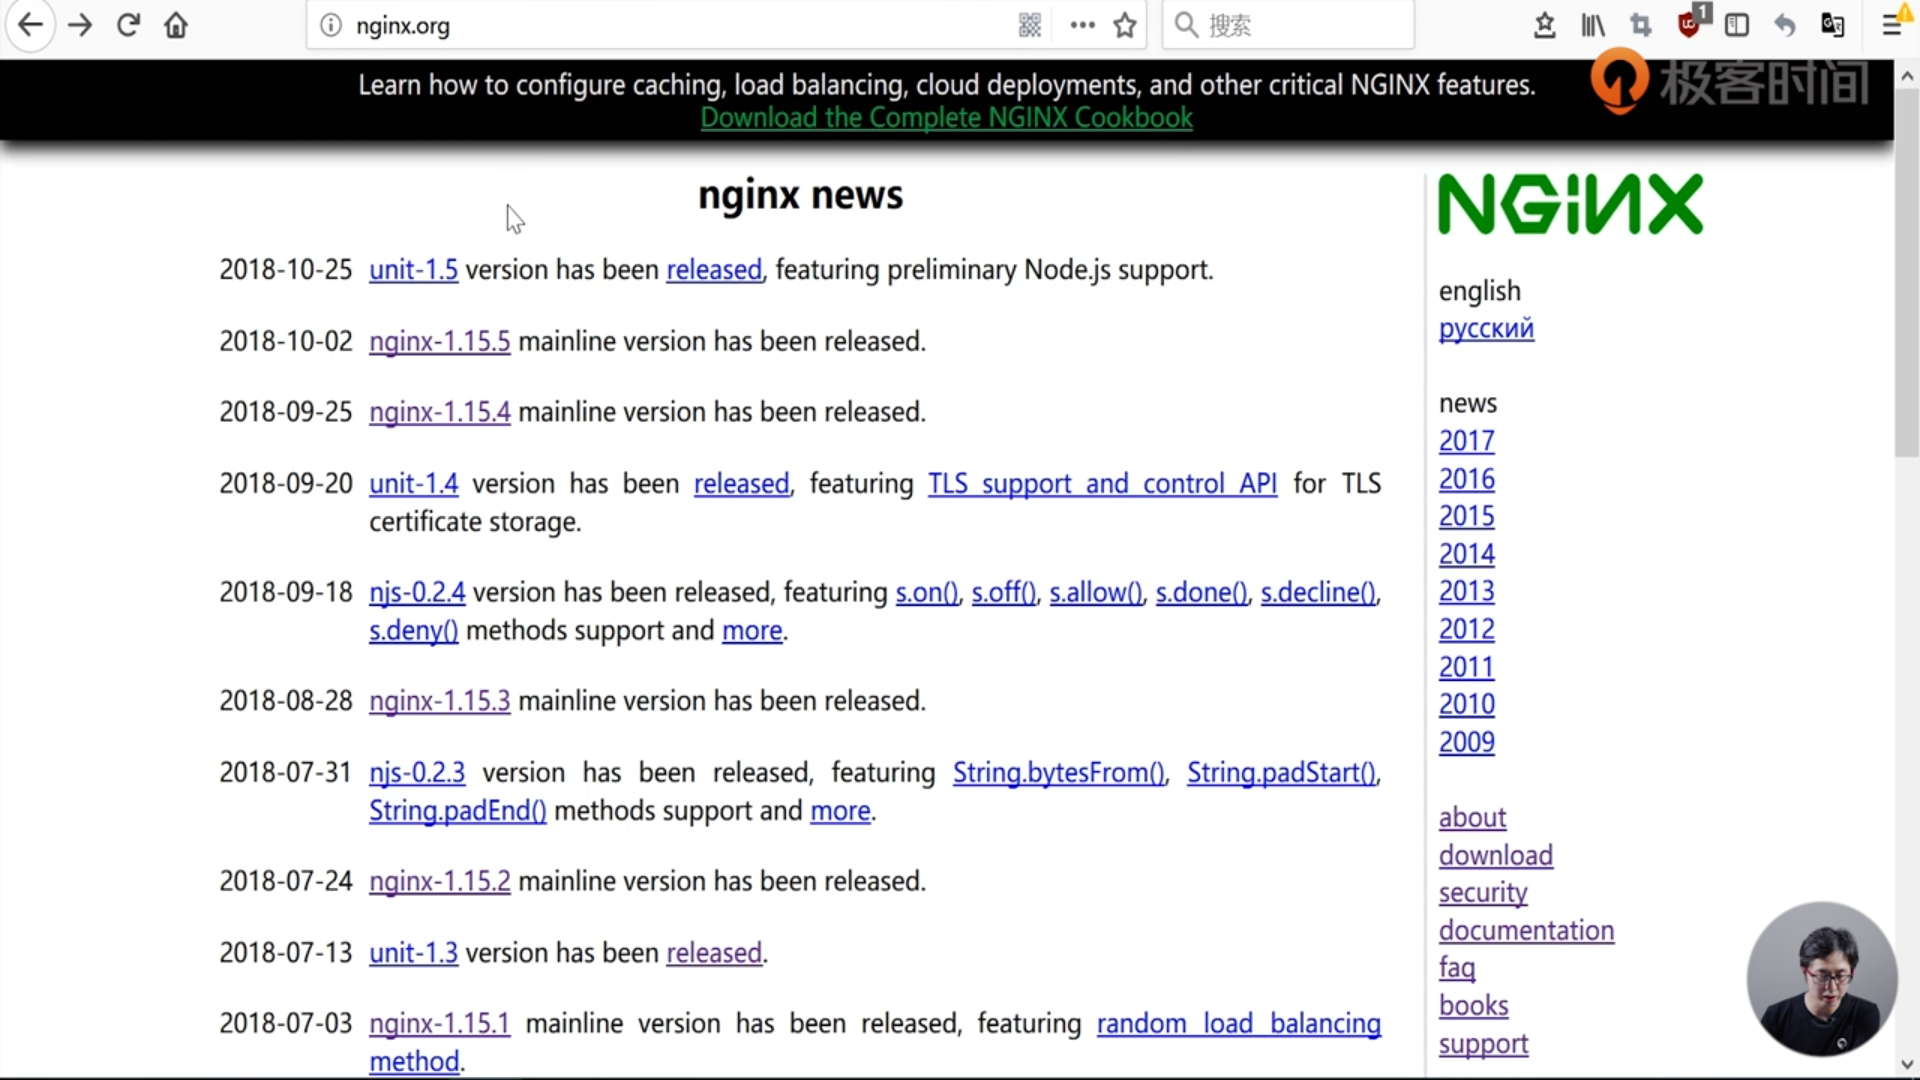 nginx.org
搜索
1
极客时间
Learn how to configure caching, load balancing, cloud deployments, and other critical NGINX features.
Download the Complete NGINX Cookbook
nginx news
2018-10-25 unit-1.5 version has been released, featuring preliminary Node.js support.
2018-10-02 nginx-1.15.5 mainline version has been released.
2018-09-25 nginx-1.15.4 mainline version has been released.
2018-09-20 unit-1.4 version has been released, featuring TLS support and control API for TLS
certificate storage.
2018-09-18 njs-0.2.4 version has been released, featuring s.on(), s.off(), s.allow(), s.done(), s.decline(),
s.deny() methods support and more.
2018-08-28 nginx-1.15.3 mainline version has been released.
2018-07-31 njs-0.2.3 version has been released, featuring String.bytesFrom(), String.padStart(),
String.padEnd() methods support and more.
2018-07-24 nginx-1.15.2 mainline version has been released.
2018-07-13 unit-1.3 version has been released.
2018-07-03 nginx-1.15.1 mainline version has been released, featuring random load balancing
method.
NGINX
english
русский
news
2017
2016
2015
2014
2013
2012
2011
2010
2009
about
download
security
documentation
faq
books
support